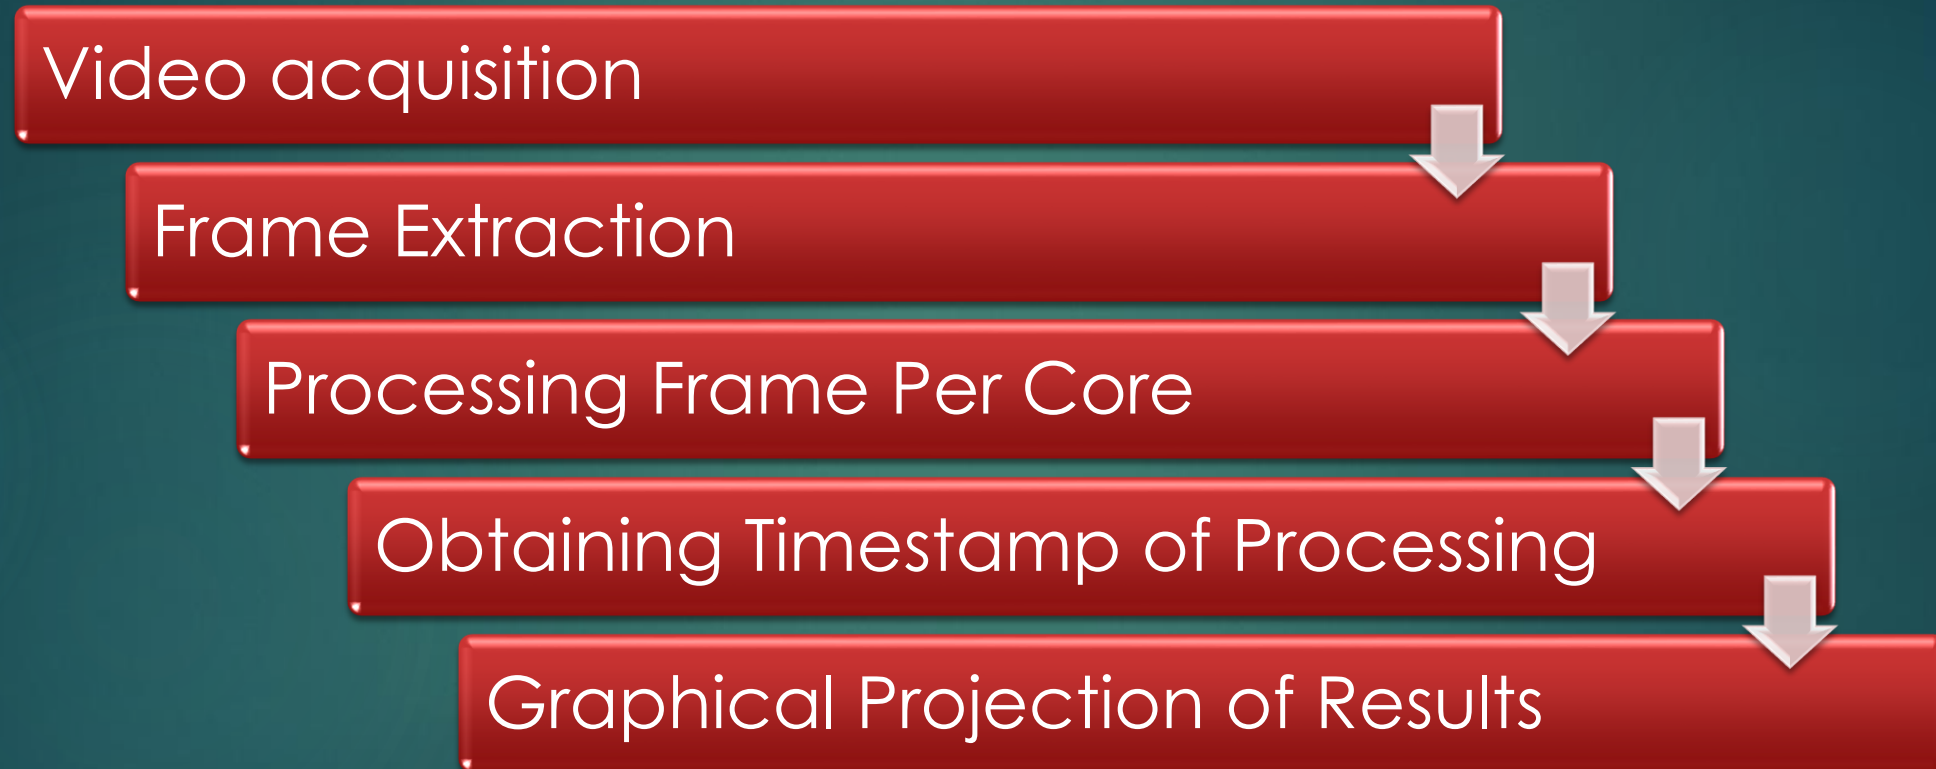 Video acquisition
Frame Extraction
Processing Frame Per Core
Obtaining Timestamp of Processing
Graphical Projection of Results